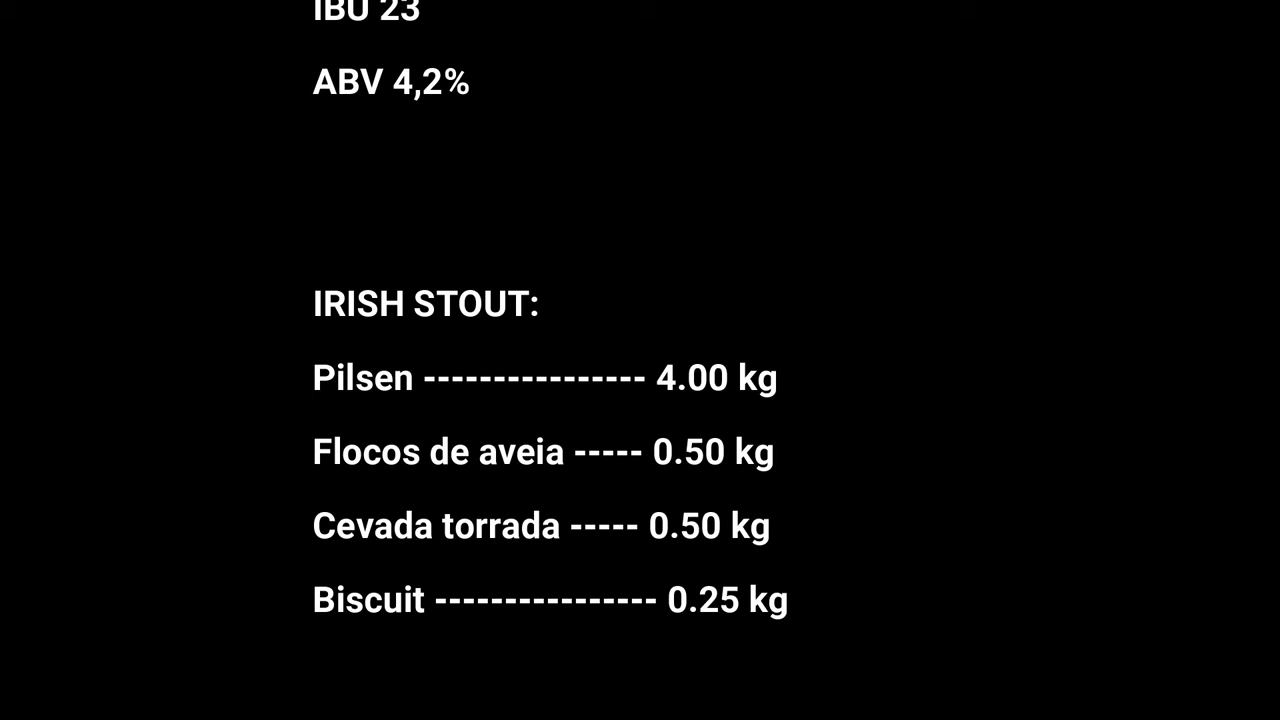 IBU 23
ABV 4,2%
IRISH STOUT:
Pilsen ---------------- 4.00 kg
Flocos de aveia ----- 0.50 kg
Cevada torrada ----- 0.50 kg
Biscuit ---------------- 0.25 kg